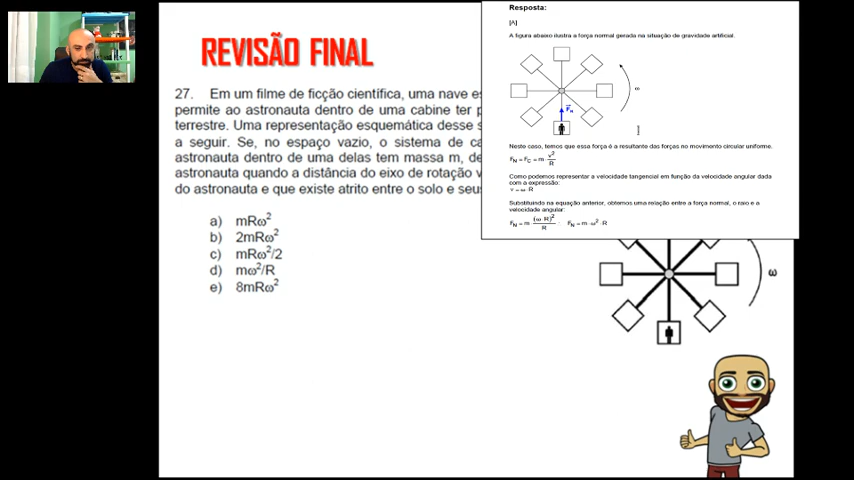 REVISÃO FINAL
27. Em um filme de ficção científica, uma nave es
permite ao astronauta dentro de uma cabine ter p
terrestre. Uma representação esquemática desse s
a seguir. Se, no espaço vazio, o sistema de ca
astronauta dentro de uma delas tem massa m, de
astronauta quando a distância do eixo de rotação v
do astronauta e que existe atrito entre o solo e seus
a) mRω²
b) 2mRω²
c) mRω²/2
d) mω²/R
e) 8mRω²
Resposta:
[A]
A figura abaixo ilustra a força normal gerada na situação de gravidade artificial.
ω
F_N
Neste caso, temos que essa força é a resultante das forças no movimento circular uniforme.
F_N = F_C = m · v²/R
Como podemos representar a velocidade tangencial em função da velocidade angular dada
com a expressão:
v = ω · R
Substituindo na equação anterior, obtemos uma relação entre a força normal, o raio e a
velocidade angular:
F_N = m · (ω·R)²/R F_N = m · ω² · R
ω